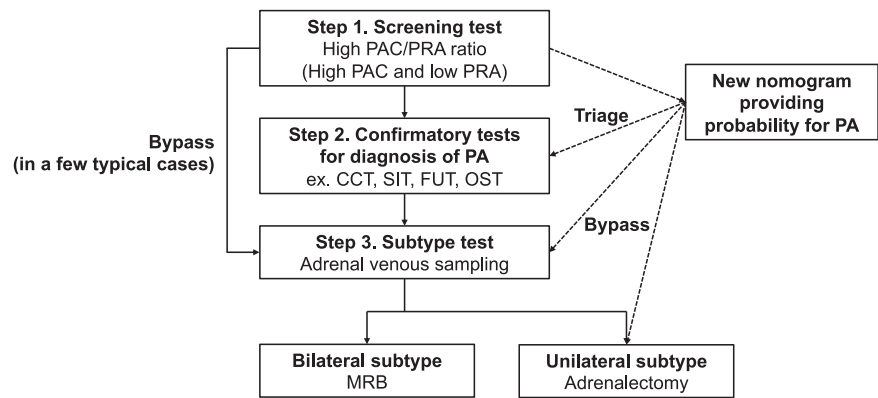 Step 1. Screening test
High PAC/PRA ratio
(High PAC and low PRA)
New nomogram
providing
probability for PA
Triage
Bypass
(in a few typical cases)
Step 2. Confirmatory tests
for diagnosis of PA
ex. CCT, SIT, FUT, OST
Bypass
Step 3. Subtype test
Adrenal venous sampling
Bilateral subtype
MRB
Unilateral subtype
Adrenalectomy